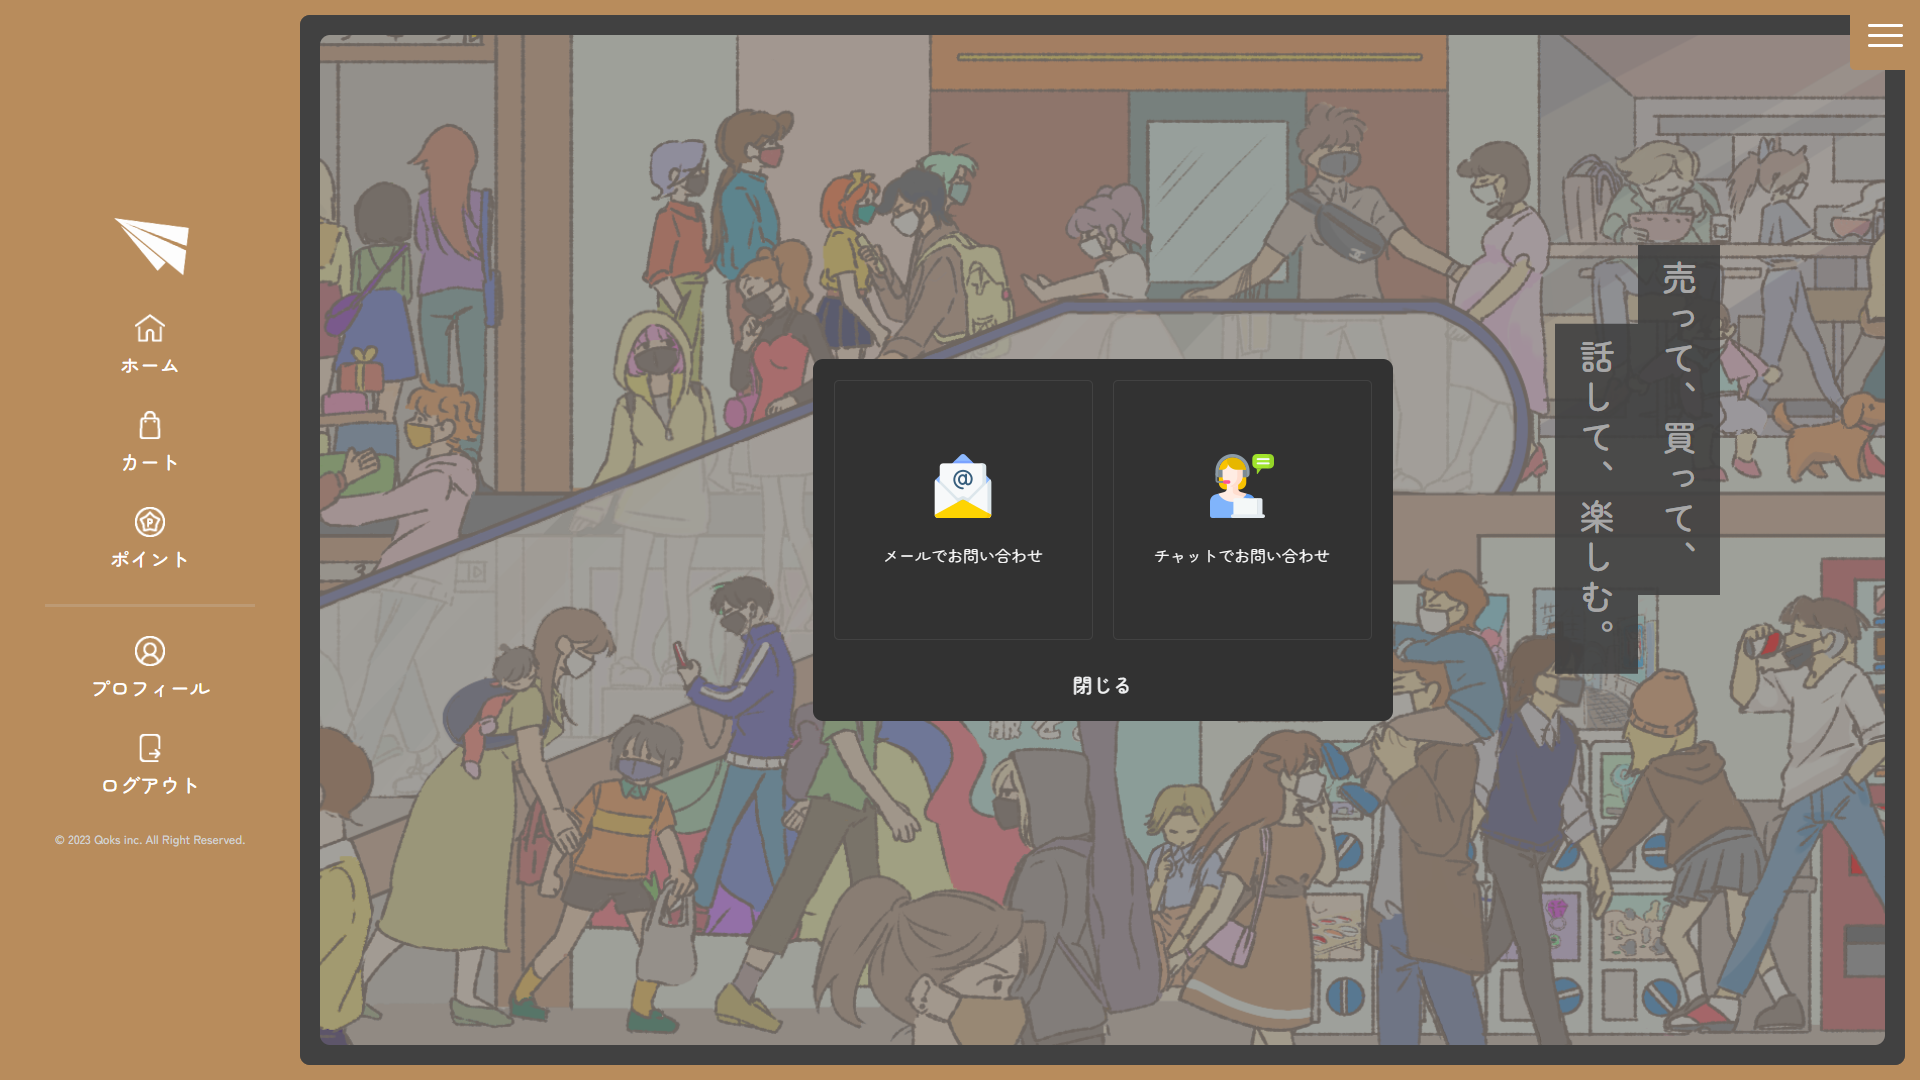 ホーム
カート
ポイント
プロフィール
ログアウト
© 2023 Qoks inc. All Right Reserved.
売って、買って、
話して、楽しむ。
@
メールでお問い合わせ
チャットでお問い合わせ
閉じる